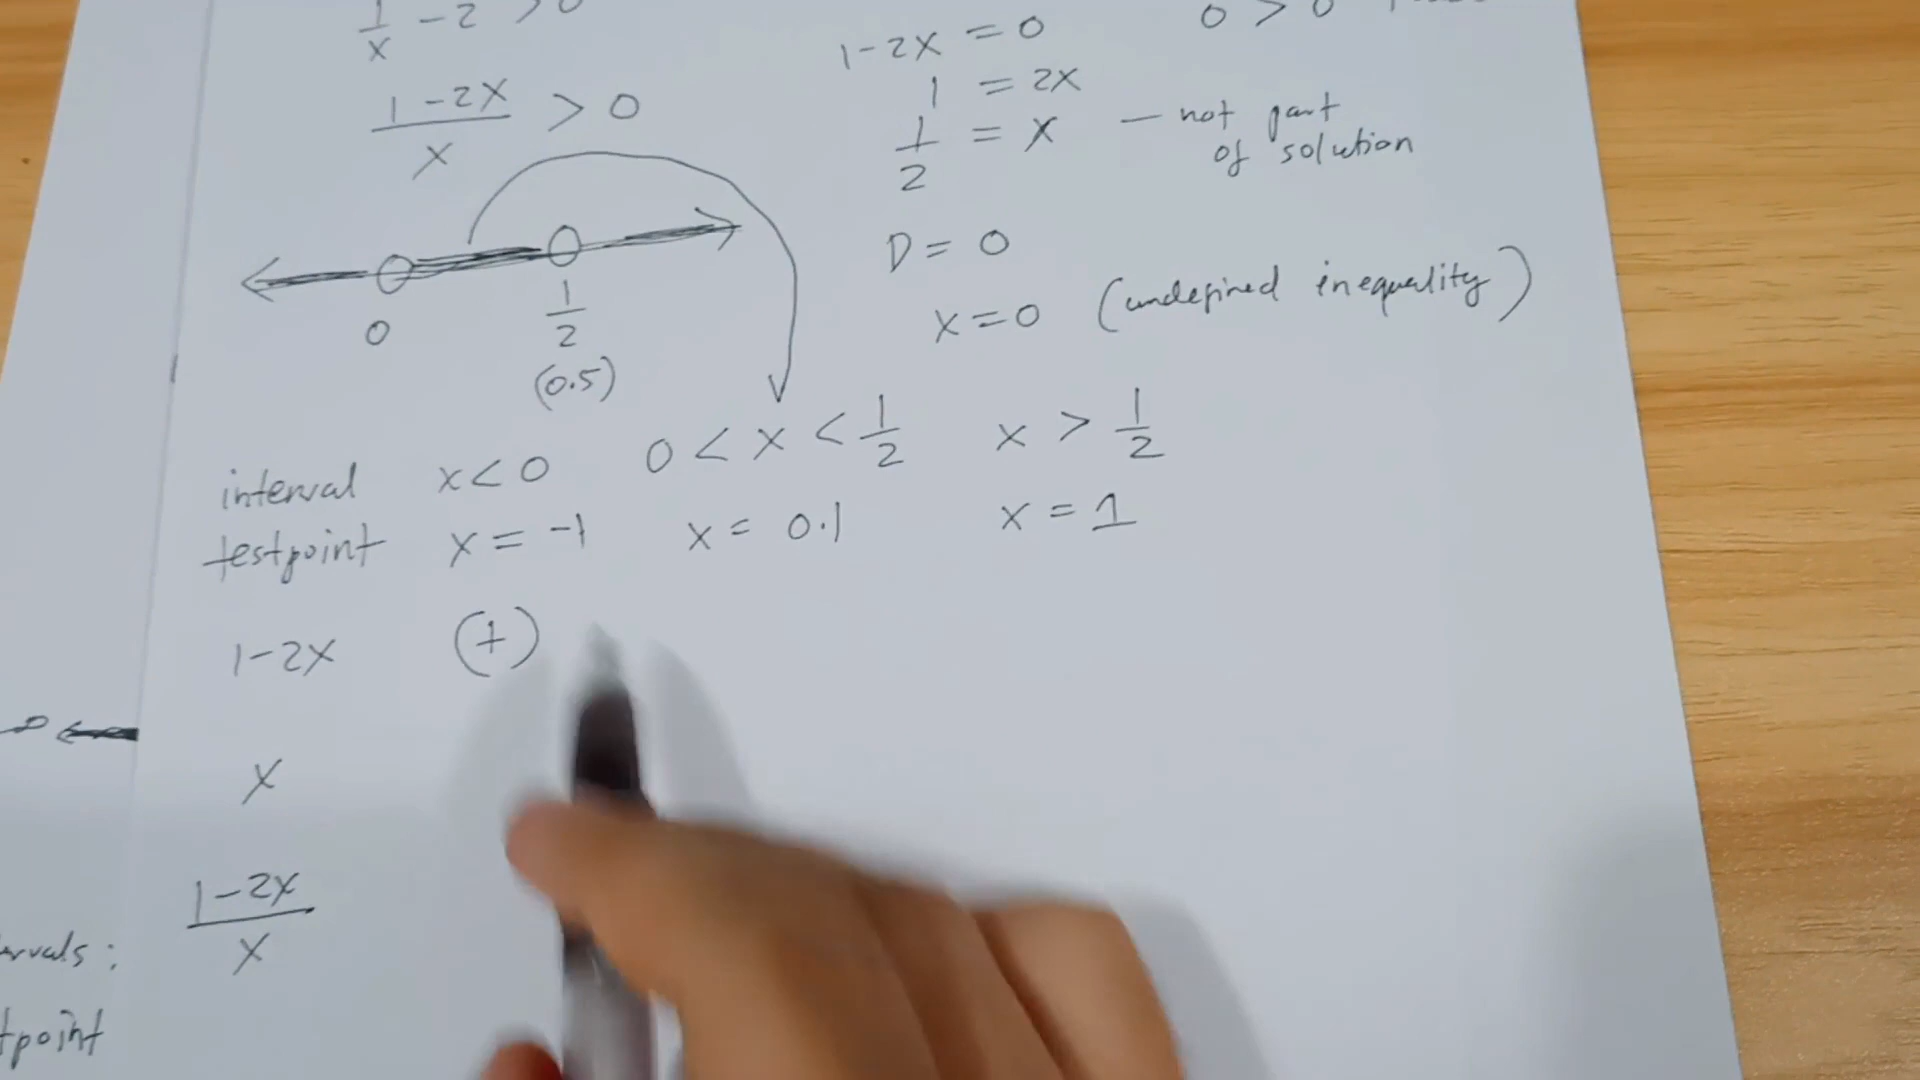 1/x - 2 > 0
(1-2x)/x > 0
0
1/2
(0.5)
1-2x = 0
1 = 2x
1/2 = x — not part of solution
0 > 0
D = 0
x = 0 (undefined inequality)
interval x<0 0 < x < 1/2 x > 1/2
testpoint x = -1 x = 0.1 x = 1
1-2x (+)
x
(1-2x)/x